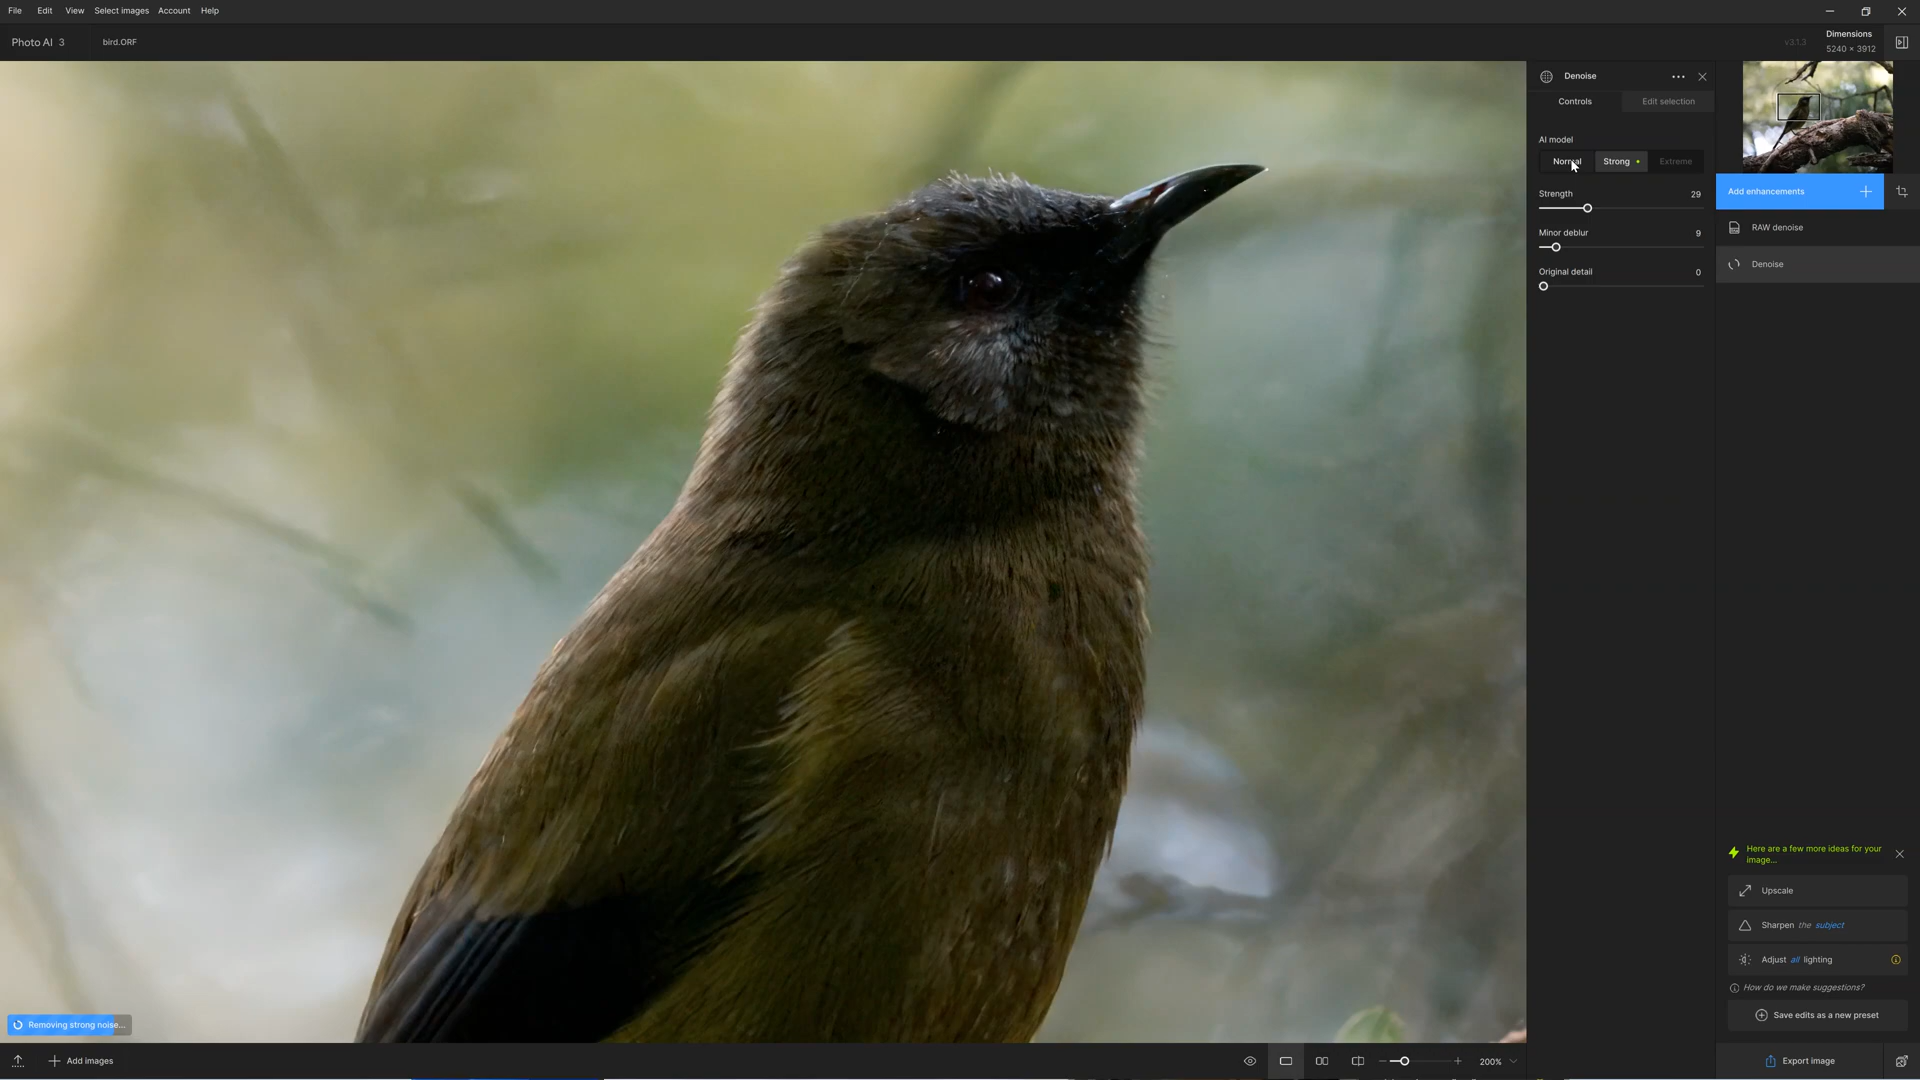 File Edit View Select images Account Help
Photo AI 3 bird.ORF v3.1.3 Dimensions
5240 × 3912
Denoise
Controls Edit selection
AI model
Normal Strong Extreme
Strength 29
Minor deblur 9
Original detail 0
Add enhancements
RAW denoise
Denoise
Here are a few more ideas for your
image...
Upscale
Sharpen the subject
Adjust all lighting
How do we make suggestions?
Save edits as a new preset
Removing strong noise...
Add images 200% Export image